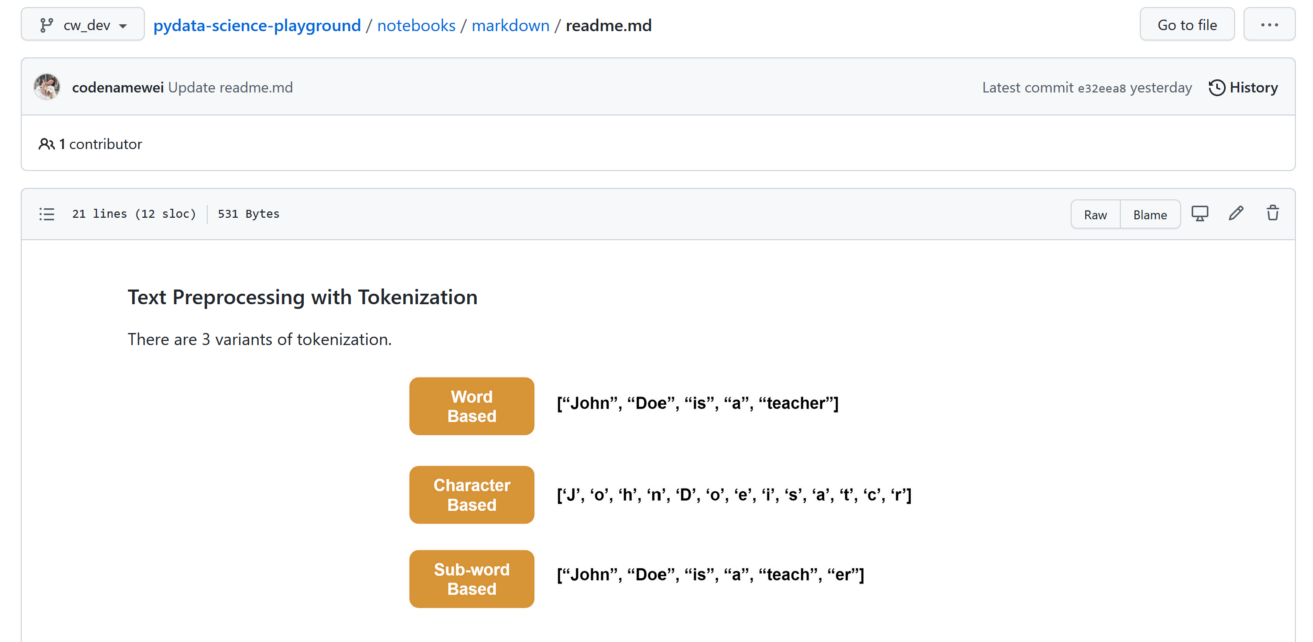 cw_dev pydata-science-playground / notebooks / markdown / readme.md Go to file ...
codenamewei Update readme.md Latest commit e32eea8 yesterday History
1 contributor
21 lines (12 sloc) 531 Bytes Raw Blame
Text Preprocessing with Tokenization
There are 3 variants of tokenization.
Word
Based
[“John”, “Doe”, “is”, “a”, “teacher”]
Character
Based
[‘J’, ‘o’, ‘h’, ‘n’, ‘D’, ‘o’, ‘e’, ‘i’, ‘s’, ‘a’, ‘t’, ‘c’, ‘r’]
Sub-word
Based
[“John”, “Doe”, “is”, “a”, “teach”, “er”]